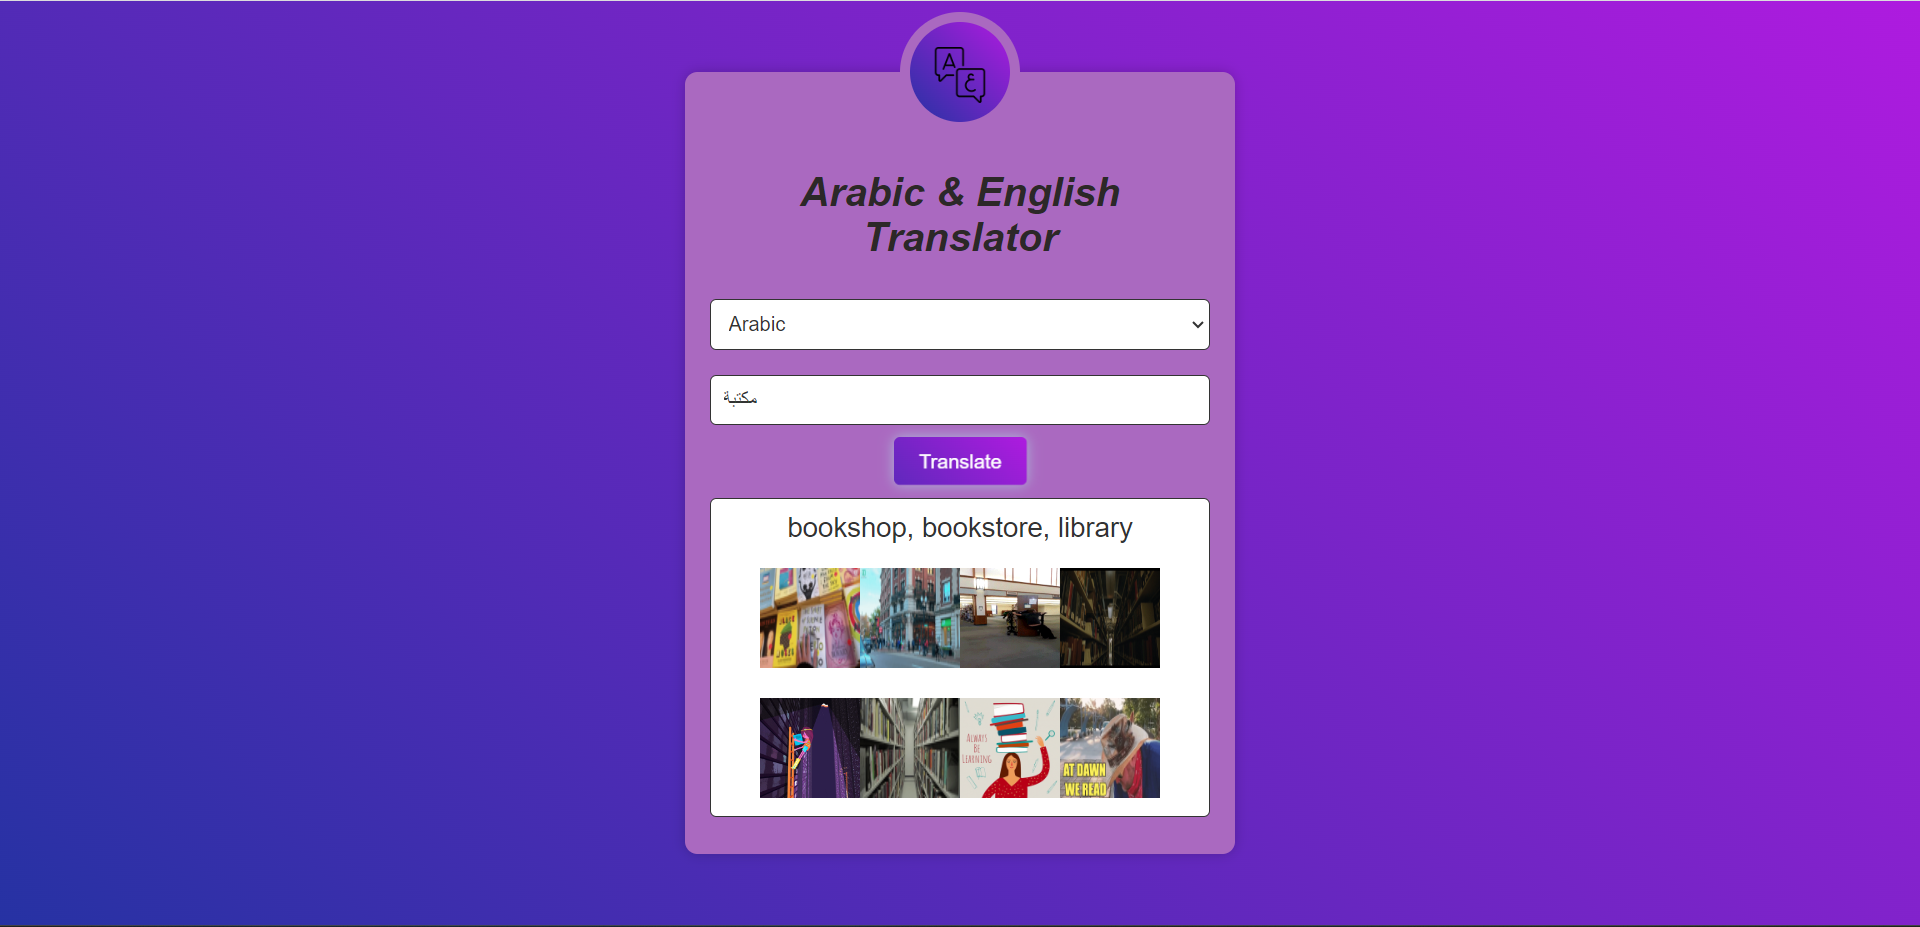 A
ع
Arabic & English
Translator
Arabic
مكتبة
Translate
bookshop, bookstore, library
ALWAYS
BE
LEARNING
AT DAWN
WE READ